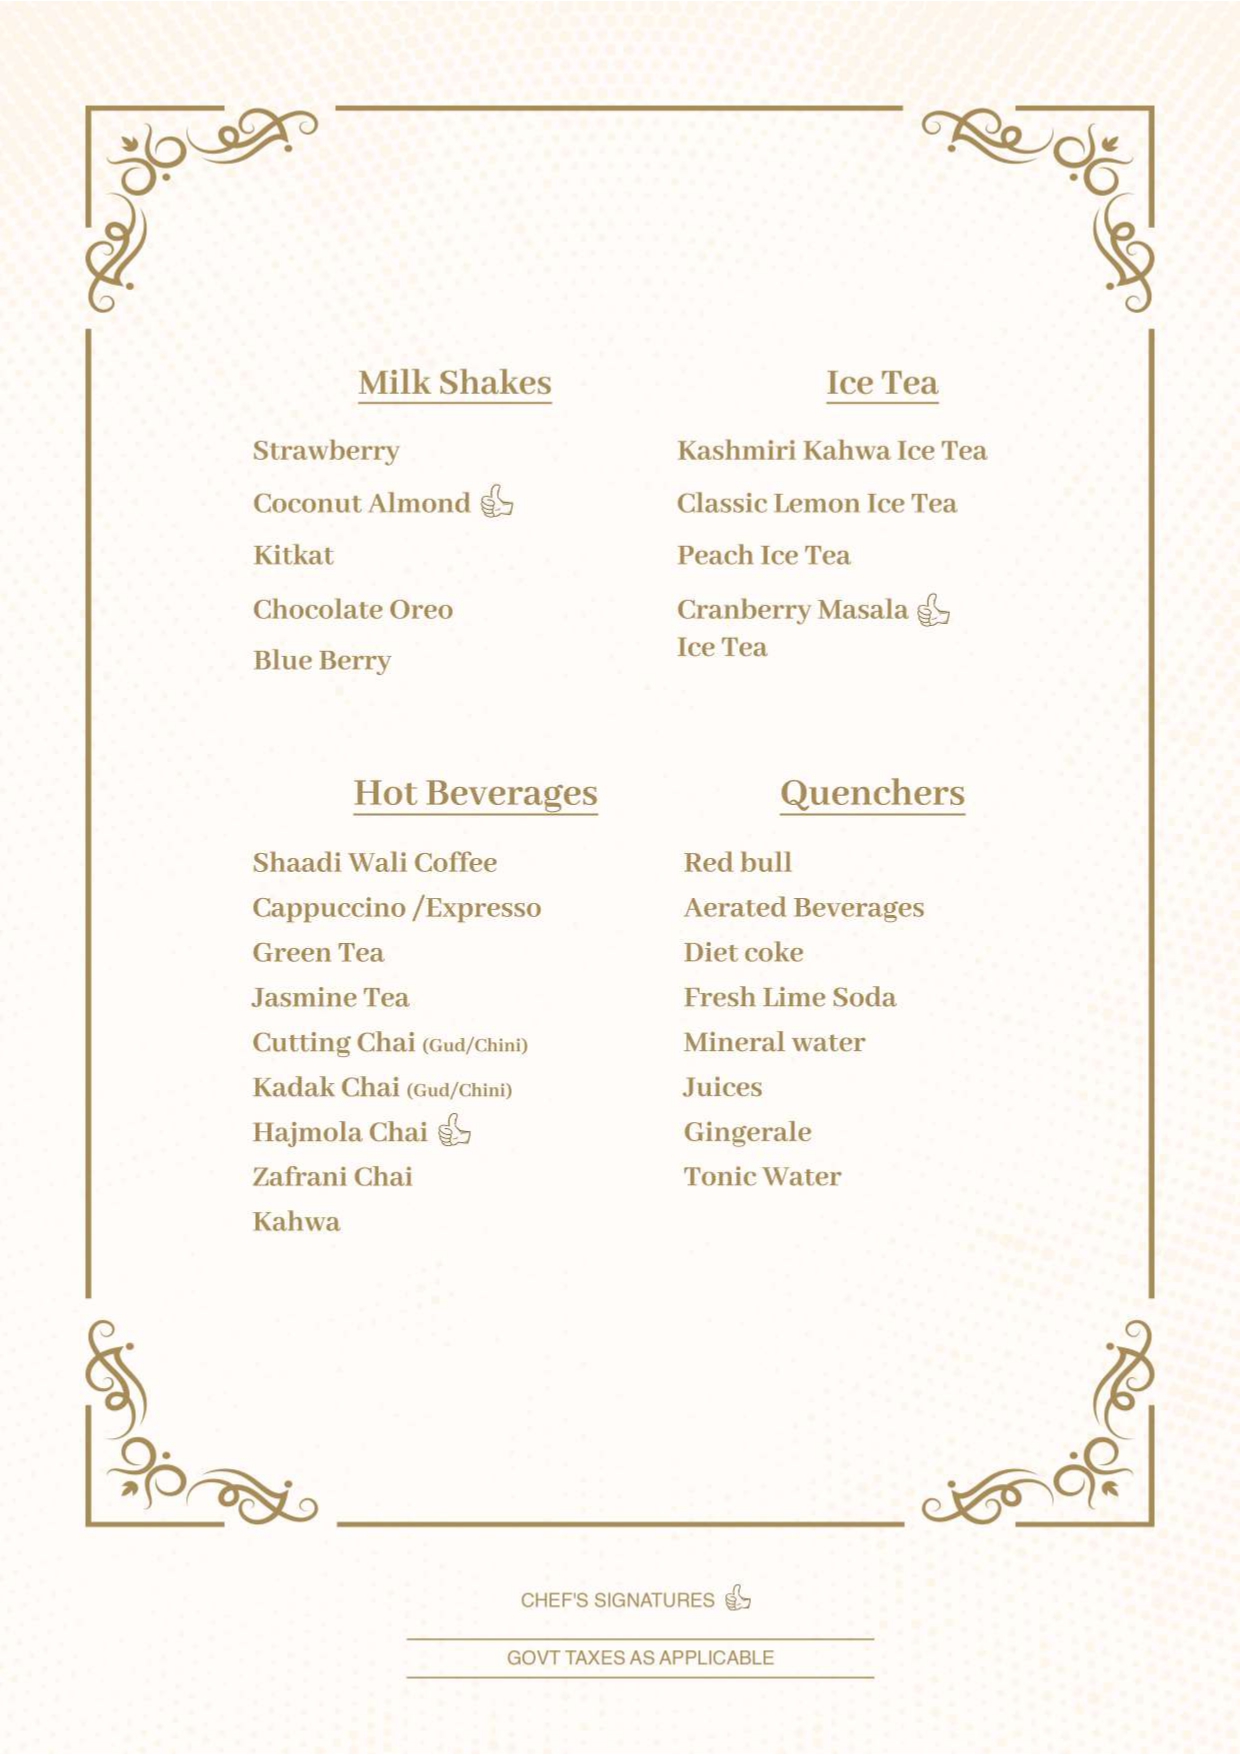 Milk Shakes
Strawberry
Coconut Almond
Kitkat
Chocolate Oreo
Blue Berry
Ice Tea
Kashmiri Kahwa Ice Tea
Classic Lemon Ice Tea
Peach Ice Tea
Cranberry Masala
Ice Tea
Hot Beverages
Shaadi Wali Coffee
Cappuccino /Expresso
Green Tea
Jasmine Tea
Cutting Chai (Gud/Chini)
Kadak Chai (Gud/Chini)
Hajmola Chai
Zafrani Chai
Kahwa
Quenchers
Red bull
Aerated Beverages
Diet coke
Fresh Lime Soda
Mineral water
Juices
Gingerale
Tonic Water
CHEF'S SIGNATURES
GOVT TAXES AS APPLICABLE